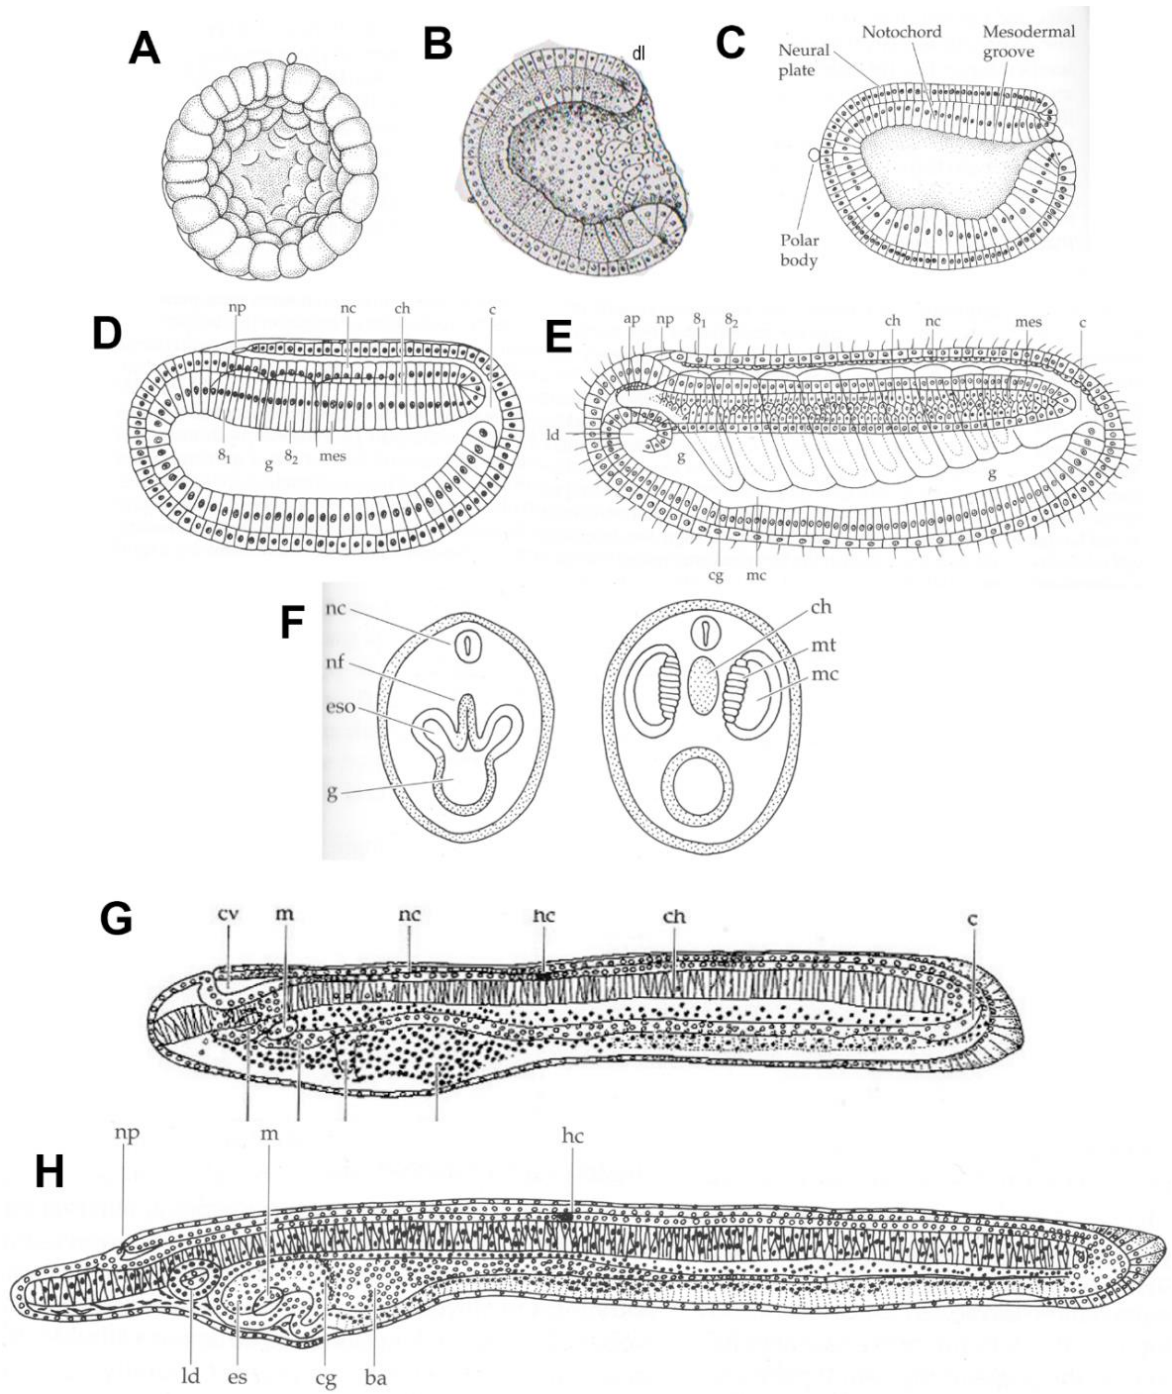 A
B
dl
C
Neural
plate
Notochord
Mesodermal
groove
Polar
body
D
np nc ch c
8₁ g 8₂ mes
E
ap np 8₁ 8₂ ch nc mes c
ld g g
cg mc
F
nc
nf
eso
g
ch
mt
mc
G
cv m nc hc ch c
H
np m hc
ld es cg ba